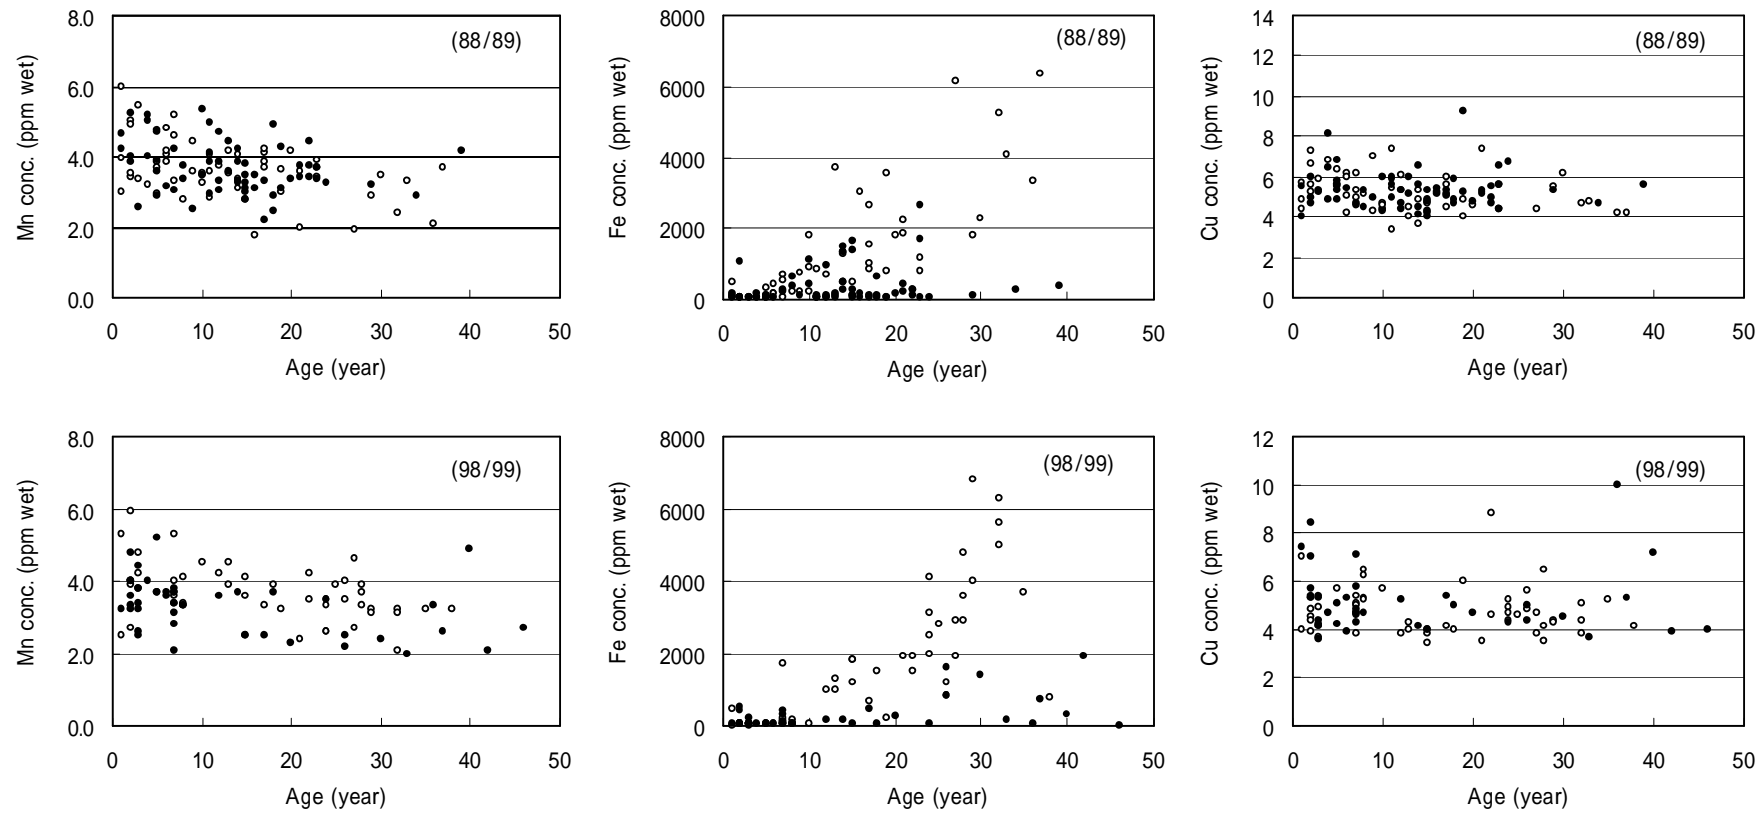 8.0
6.0
4.0
2.0
0.0
Mn conc. (ppm wet)
(88/89)
0 10 20 30 40 50
Age (year)
8000
6000
4000
2000
0
Fe conc. (ppm wet)
(88/89)
0 10 20 30 40 50
Age (year)
14
12
10
8
6
4
2
0
Cu conc. (ppm wet)
(88/89)
0 10 20 30 40 50
Age (year)
8.0
6.0
4.0
2.0
0.0
Mn conc. (ppm wet)
(98/99)
0 10 20 30 40 50
Age (year)
8000
6000
4000
2000
0
Fe conc. (ppm wet)
(98/99)
0 10 20 30 40 50
Age (year)
12
10
8
6
4
2
0
Cu conc. (ppm wet)
(98/99)
0 10 20 30 40 50
Age (year)